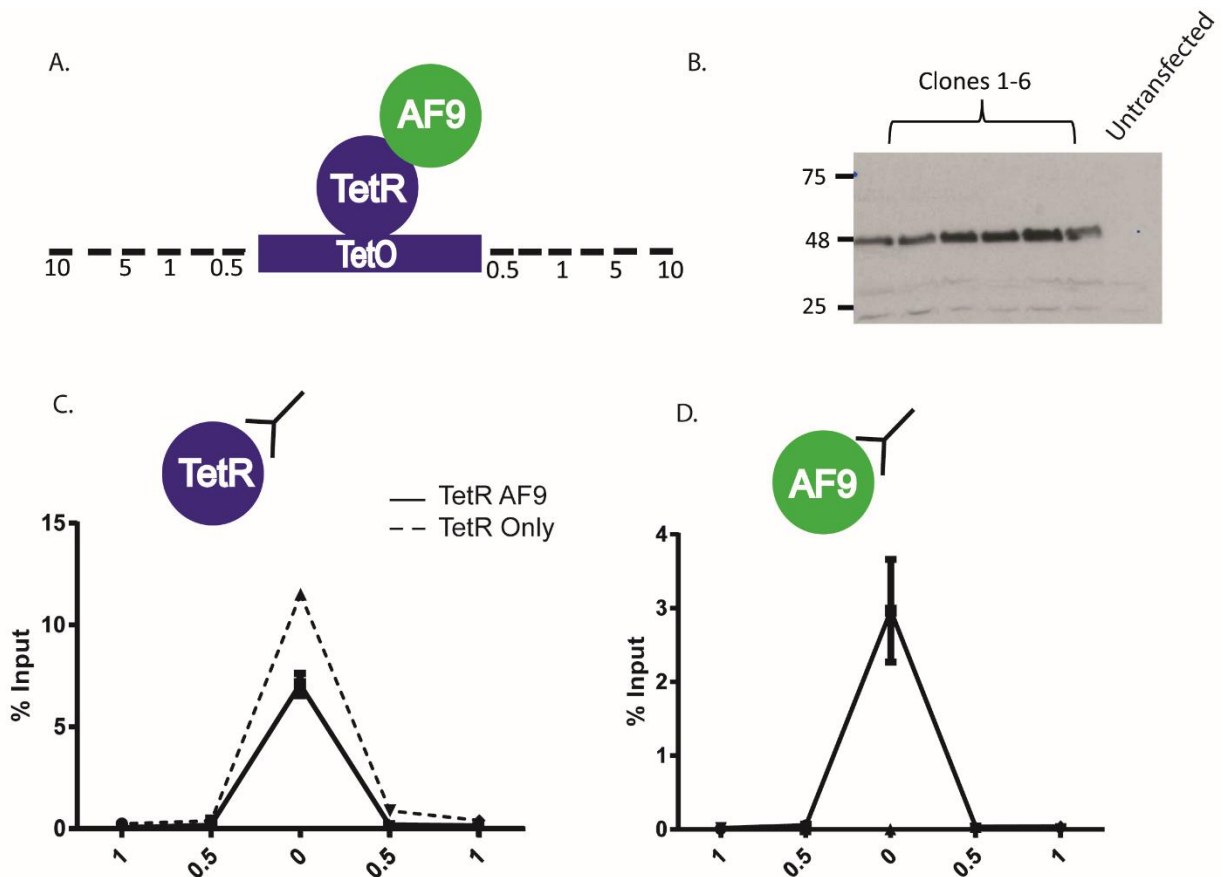 A.
AF9
TetR
TetO
10 5 1 0.5 0.5 1 5 10
B.
Clones 1-6
Untransfected
75
48
25
C.
TetR
TetR AF9
TetR Only
15
10
5
0
% Input
1 0.5 0 0.5 1
D.
AF9
4
3
2
1
0
% Input
1 0.5 0 0.5 1